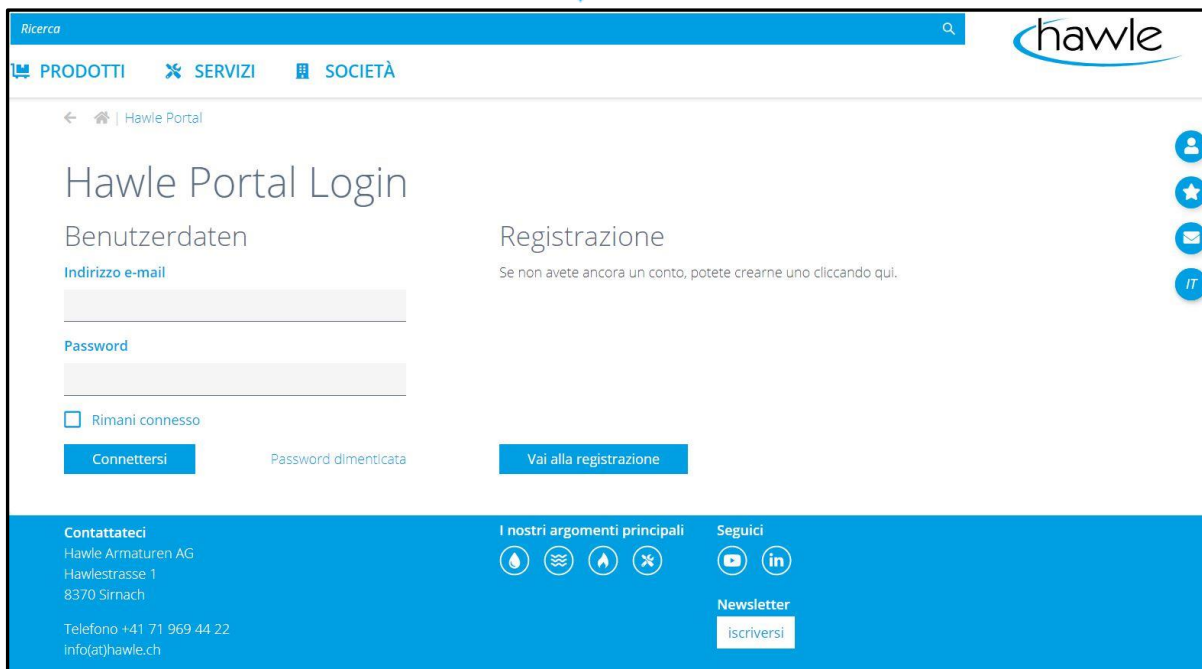 Ricerca
hawle
PRODOTTI SERVIZI SOCIETÀ
| Hawle Portal
Hawle Portal Login
Benutzerdaten
Indirizzo e-mail
Password
Rimani connesso
Connettersi Password dimenticata
Registrazione
Se non avete ancora un conto, potete crearne uno cliccando qui.
Vai alla registrazione
IT
Contattateci
Hawle Armaturen AG
Hawlestrasse 1
8370 Sirnach
Telefono +41 71 969 44 22
info(at)hawle.ch
I nostri argomenti principali
Seguici
in
Newsletter
iscriversi